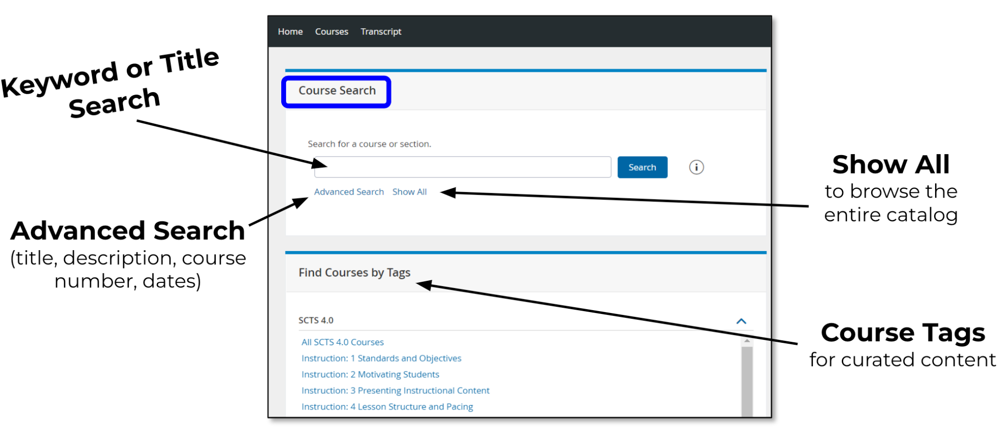 Home Courses Transcript
Keyword or Title
Search
Course Search
Search for a course or section.
Search
i
Advanced Search Show All
Show All
to browse the
entire catalog
Advanced Search
(title, description, course
number, dates)
Find Courses by Tags
SCTS 4.0
All SCTS 4.0 Courses
Instruction: 1 Standards and Objectives
Instruction: 2 Motivating Students
Instruction: 3 Presenting Instructional Content
Instruction: 4 Lesson Structure and Pacing
Course Tags
for curated content